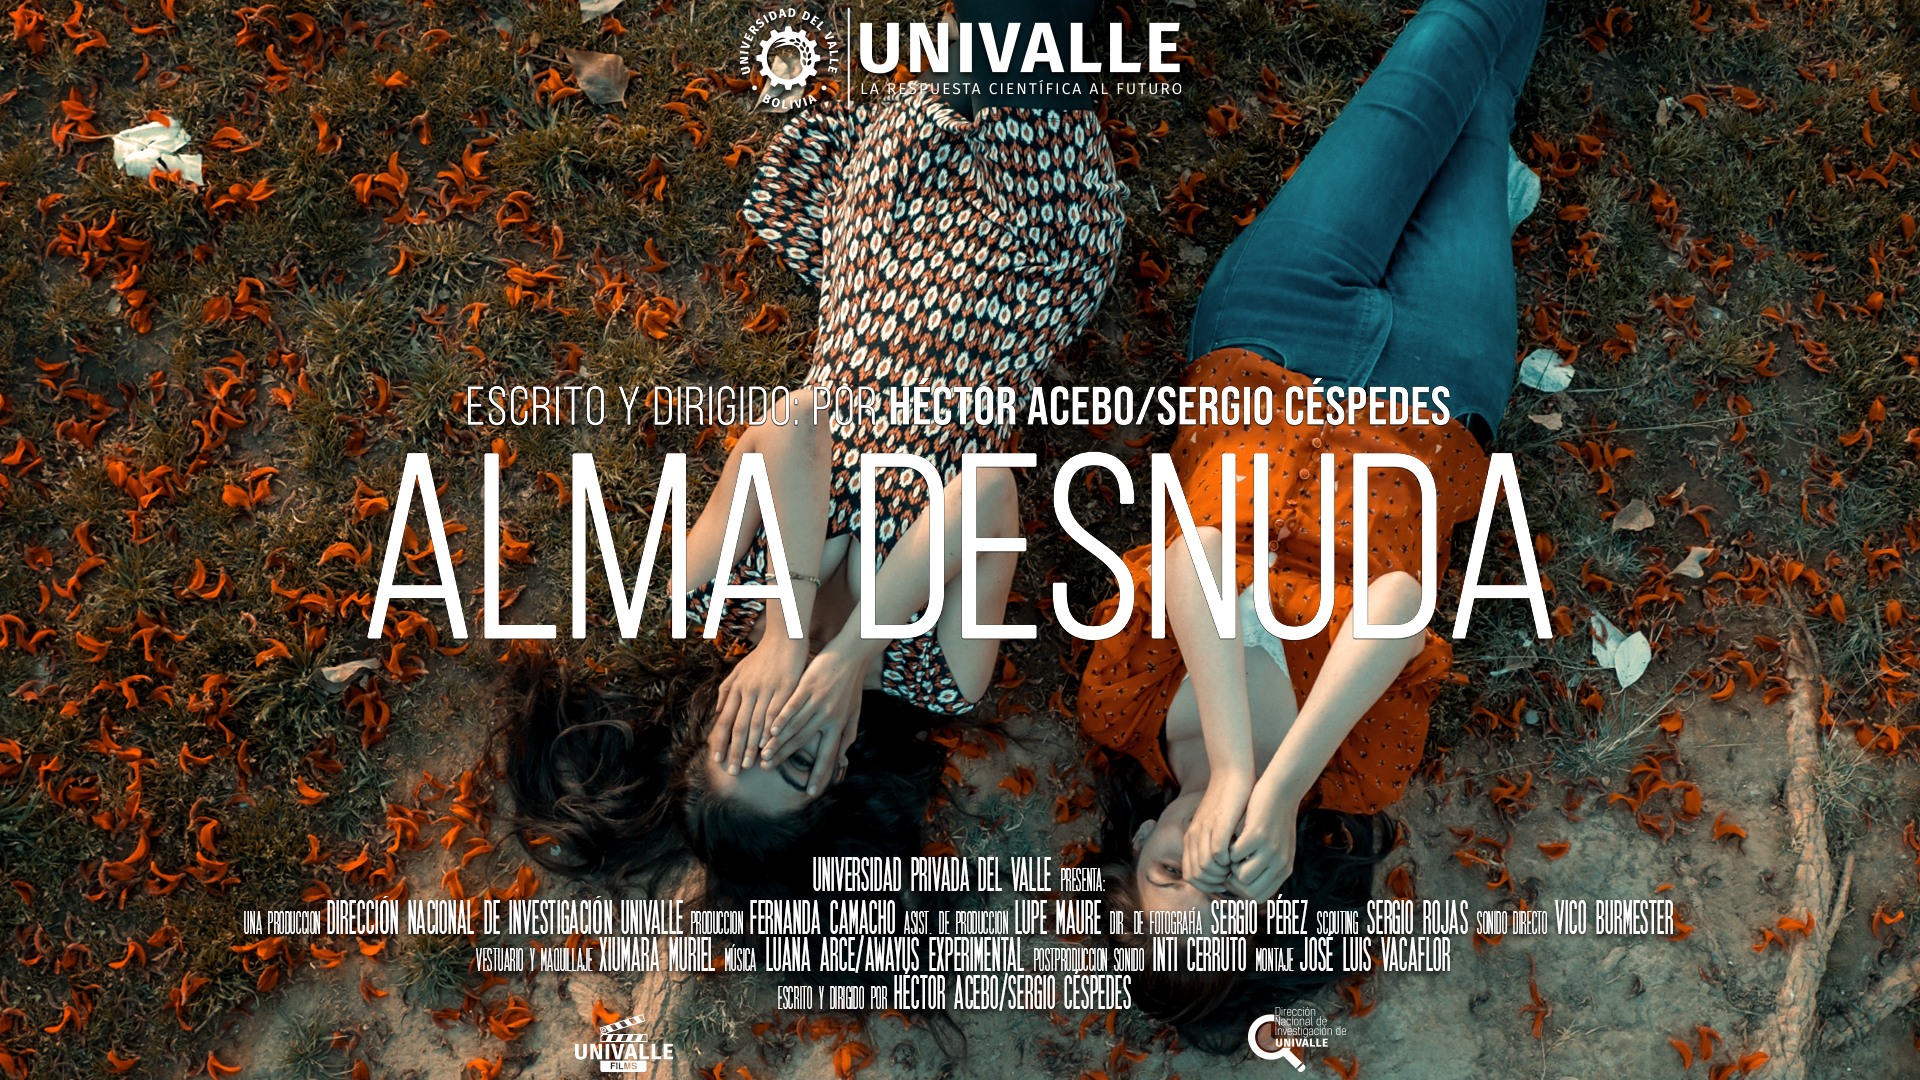 UNIVERSIDAD DEL VALLE
BOLIVIA
UNIVALLE
LA RESPUESTA CIENTÍFICA AL FUTURO
ESCRITO Y DIRIGIDO: POR HÉCTOR ACEBO/SERGIO CÉSPEDES
ALMA DESNUDA
UNIVERSIDAD PRIVADA DEL VALLE PRESENTA:
UNA PRODUCCION DIRECCIÓN NACIONAL DE INVESTIGACIÓN UNIVALLE PRODUCCION FERNANDA CAMACHO ASIST. DE PRODUCCION LUPE MAURE DIR. DE FOTOGRAFÍA SERGIO PÉREZ SCOUTING SERGIO ROJAS SONIDO DIRECTO VICO BURMESTER
VESTUARIO Y MAQUILLAJE XIUMARA MURIEL MÚSICA LUANA ARCE/AWAYUS EXPERIMENTAL POSTPRODUCCION SONIDO INTI CERRUTO MONTAJE JOSÉ LUIS VACAFLOR
ESCRITO Y DIRIGIDO POR HÉCTOR ACEBO/SERGIO CÉSPEDES
UNIVALLE
FILMS
Dirección
Nacional de
Investigación de
UNIVALLE